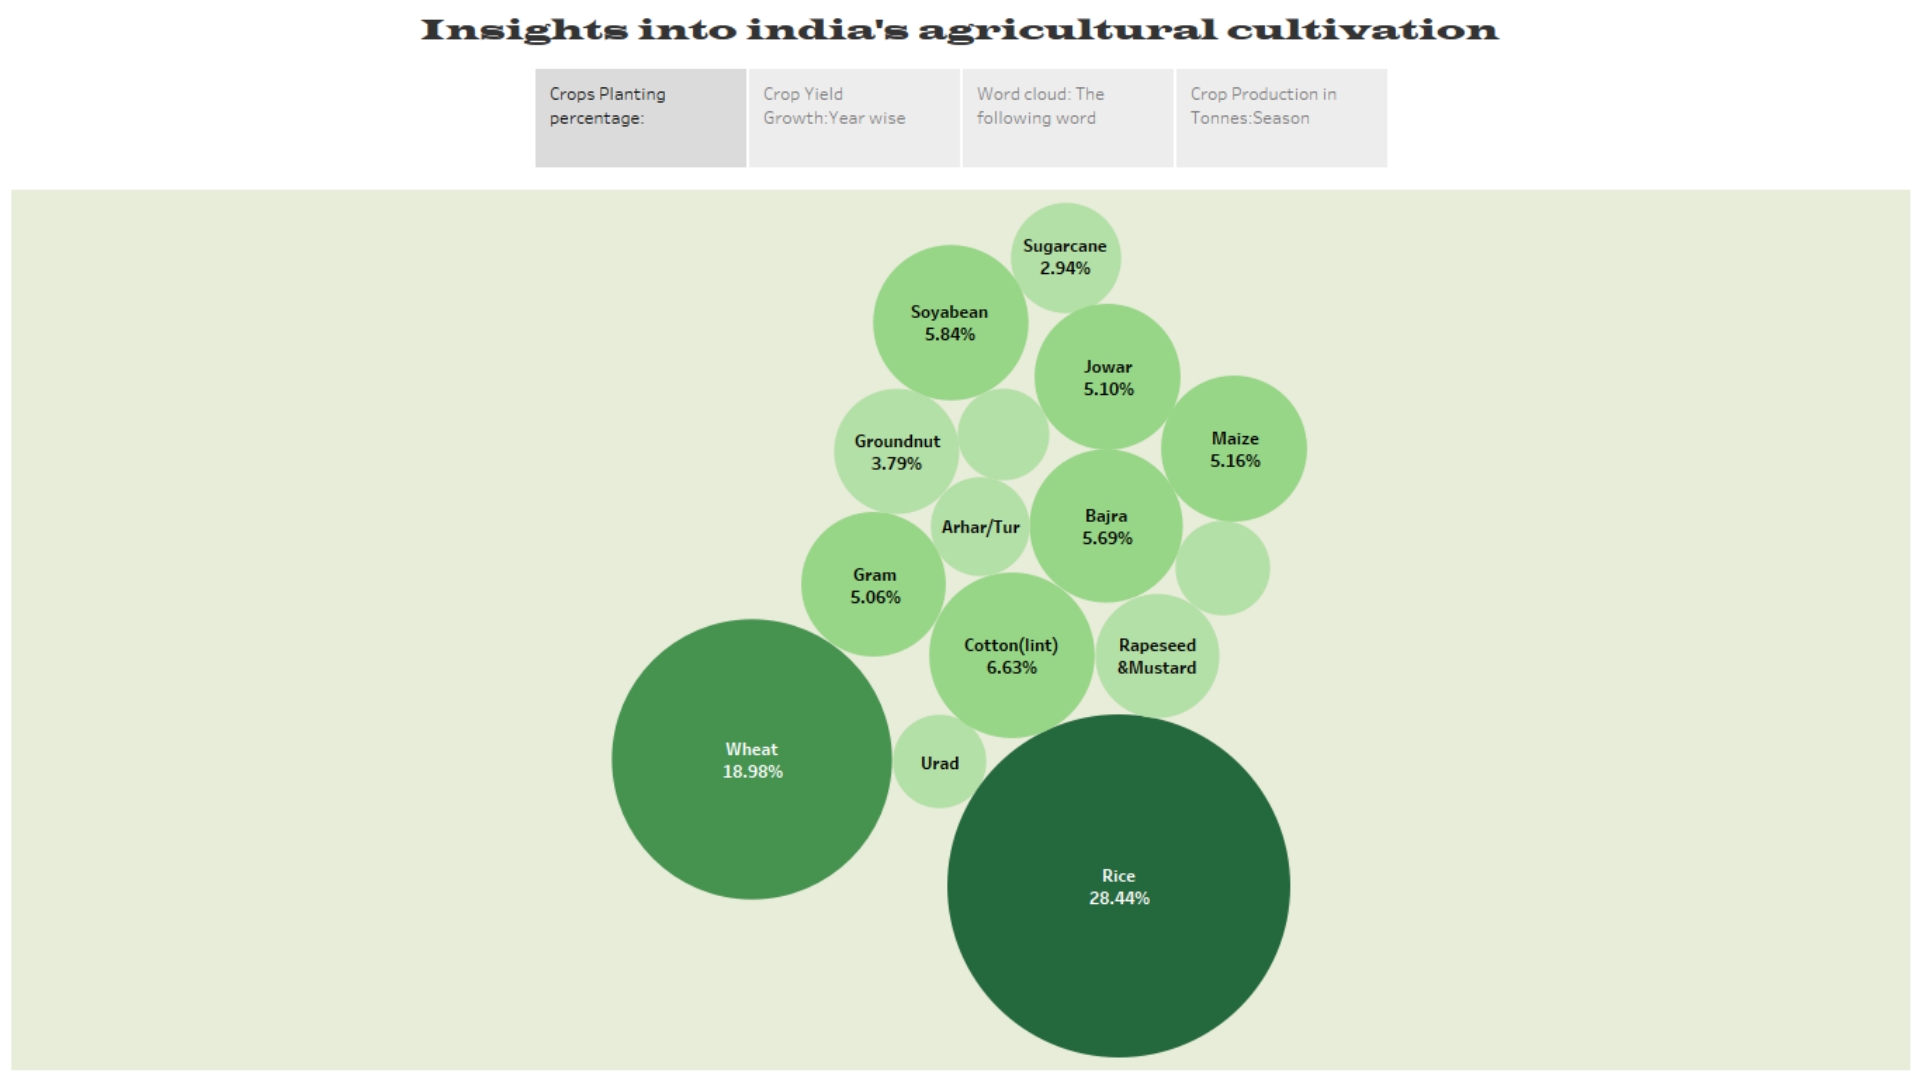 Insights into india's agricultural cultivation
Crops Planting
percentage:
Crop Yield
Growth:Year wise
Word cloud: The
following word
Crop Production in
Tonnes:Season
Sugarcane
2.94%
Soyabean
5.84%
Jowar
5.10%
Maize
5.16%
Groundnut
3.79%
Arhar/Tur
Bajra
5.69%
Gram
5.06%
Cotton(lint)
6.63%
Rapeseed
&Mustard
Wheat
18.98%
Urad
Rice
28.44%